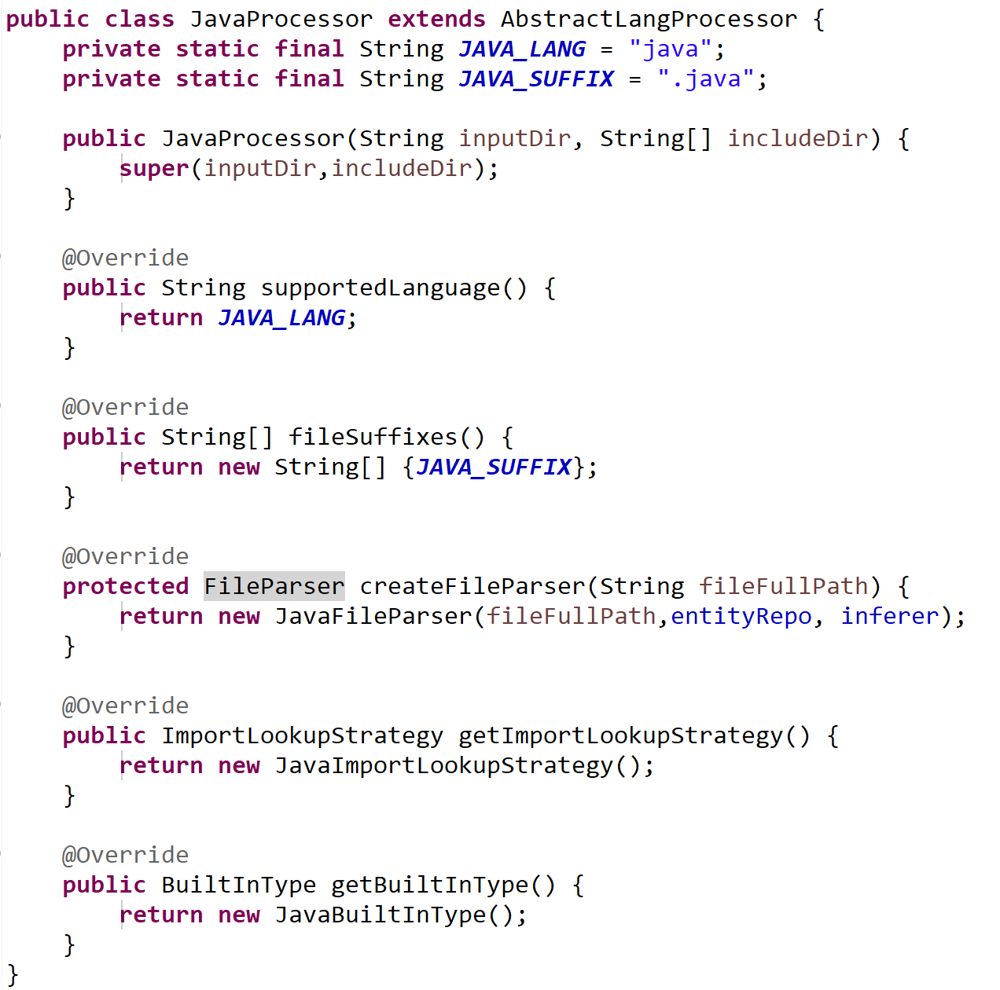 public class JavaProcessor extends AbstractLangProcessor {
    private static final String JAVA_LANG = "java";
    private static final String JAVA_SUFFIX = ".java";

    public JavaProcessor(String inputDir, String[] includeDir) {
        super(inputDir,includeDir);
    }

    @Override
    public String supportedLanguage() {
        return JAVA_LANG;
    }

    @Override
    public String[] fileSuffixes() {
        return new String[] {JAVA_SUFFIX};
    }

    @Override
    protected FileParser createFileParser(String fileFullPath) {
        return new JavaFileParser(fileFullPath,entityRepo, inferer);
    }

    @Override
    public ImportLookupStrategy getImportLookupStrategy() {
        return new JavaImportLookupStrategy();
    }

    @Override
    public BuiltInType getBuiltInType() {
        return new JavaBuiltInType();
    }
}